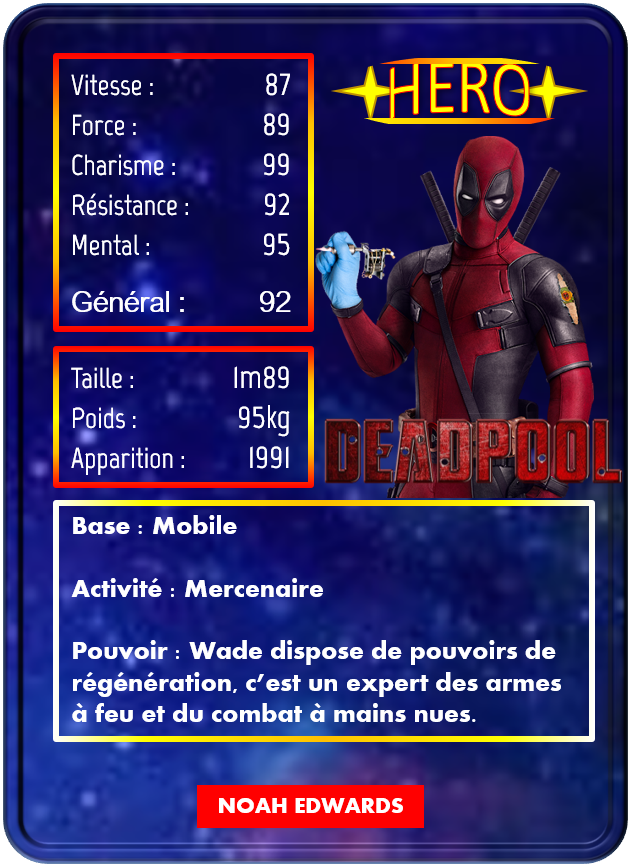 Vitesse : 87
Force : 89
Charisme : 99
Résistance : 92
Mental : 95
Général : 92
HERO
Taille : 1m89
Poids : 95kg
Apparition : 1991
DEADPOOL
Base : Mobile
Activité : Mercenaire
Pouvoir : Wade dispose de pouvoirs de
régénération, c’est un expert des armes
à feu et du combat à mains nues.
NOAH EDWARDS